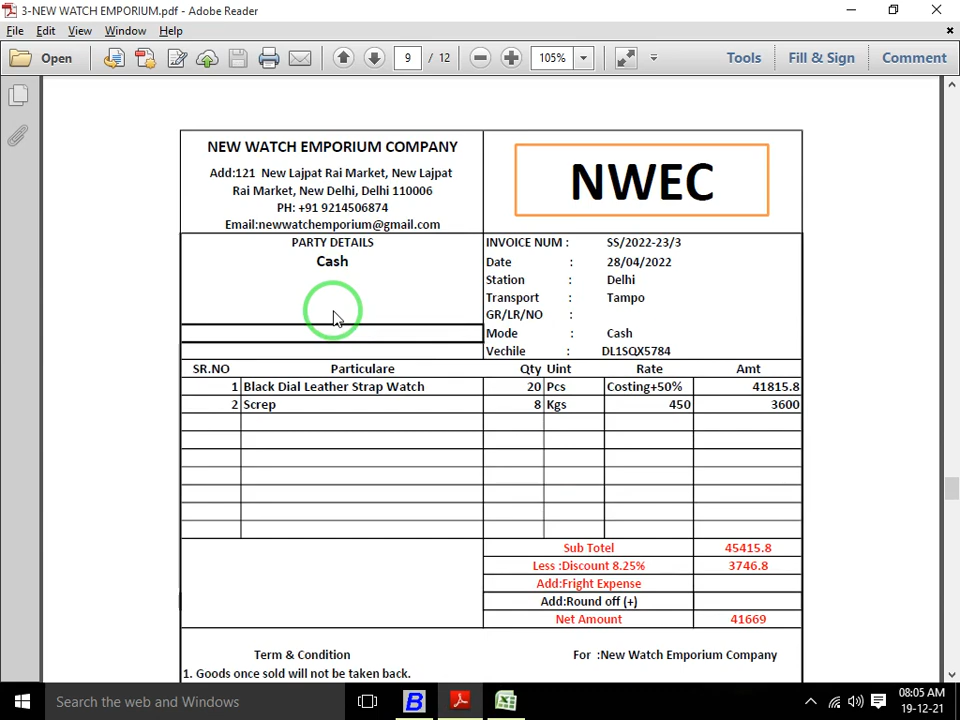 3-NEW WATCH EMPORIUM.pdf - Adobe Reader
File Edit View Window Help
Open 9 / 12 105% Tools Fill & Sign Comment
NEW WATCH EMPORIUM COMPANY
Add:121 New Lajpat Rai Market, New Lajpat
Rai Market, New Delhi, Delhi 110006
PH: +91 9214506874
Email:newwatchemporium@gmail.com
NWEC
PARTY DETAILS
Cash
INVOICE NUM : SS/2022-23/3
Date : 28/04/2022
Station : Delhi
Transport : Tampo
GR/LR/NO :
Mode : Cash
Vechile : DL1SQX5784
SR.NO Particulare Qty Uint Rate Amt
1 Black Dial Leather Strap Watch 20 Pcs Costing+50% 41815.8
2 Screp 8 Kgs 450 3600
Sub Totel 45415.8
Less :Discount 8.25% 3746.8
Add:Fright Expense
Add:Round off (+)
Net Amount 41669
Term & Condition
For :New Watch Emporium Company
1. Goods once sold will not be taken back.
Search the web and Windows
08:05 AM
19-12-21